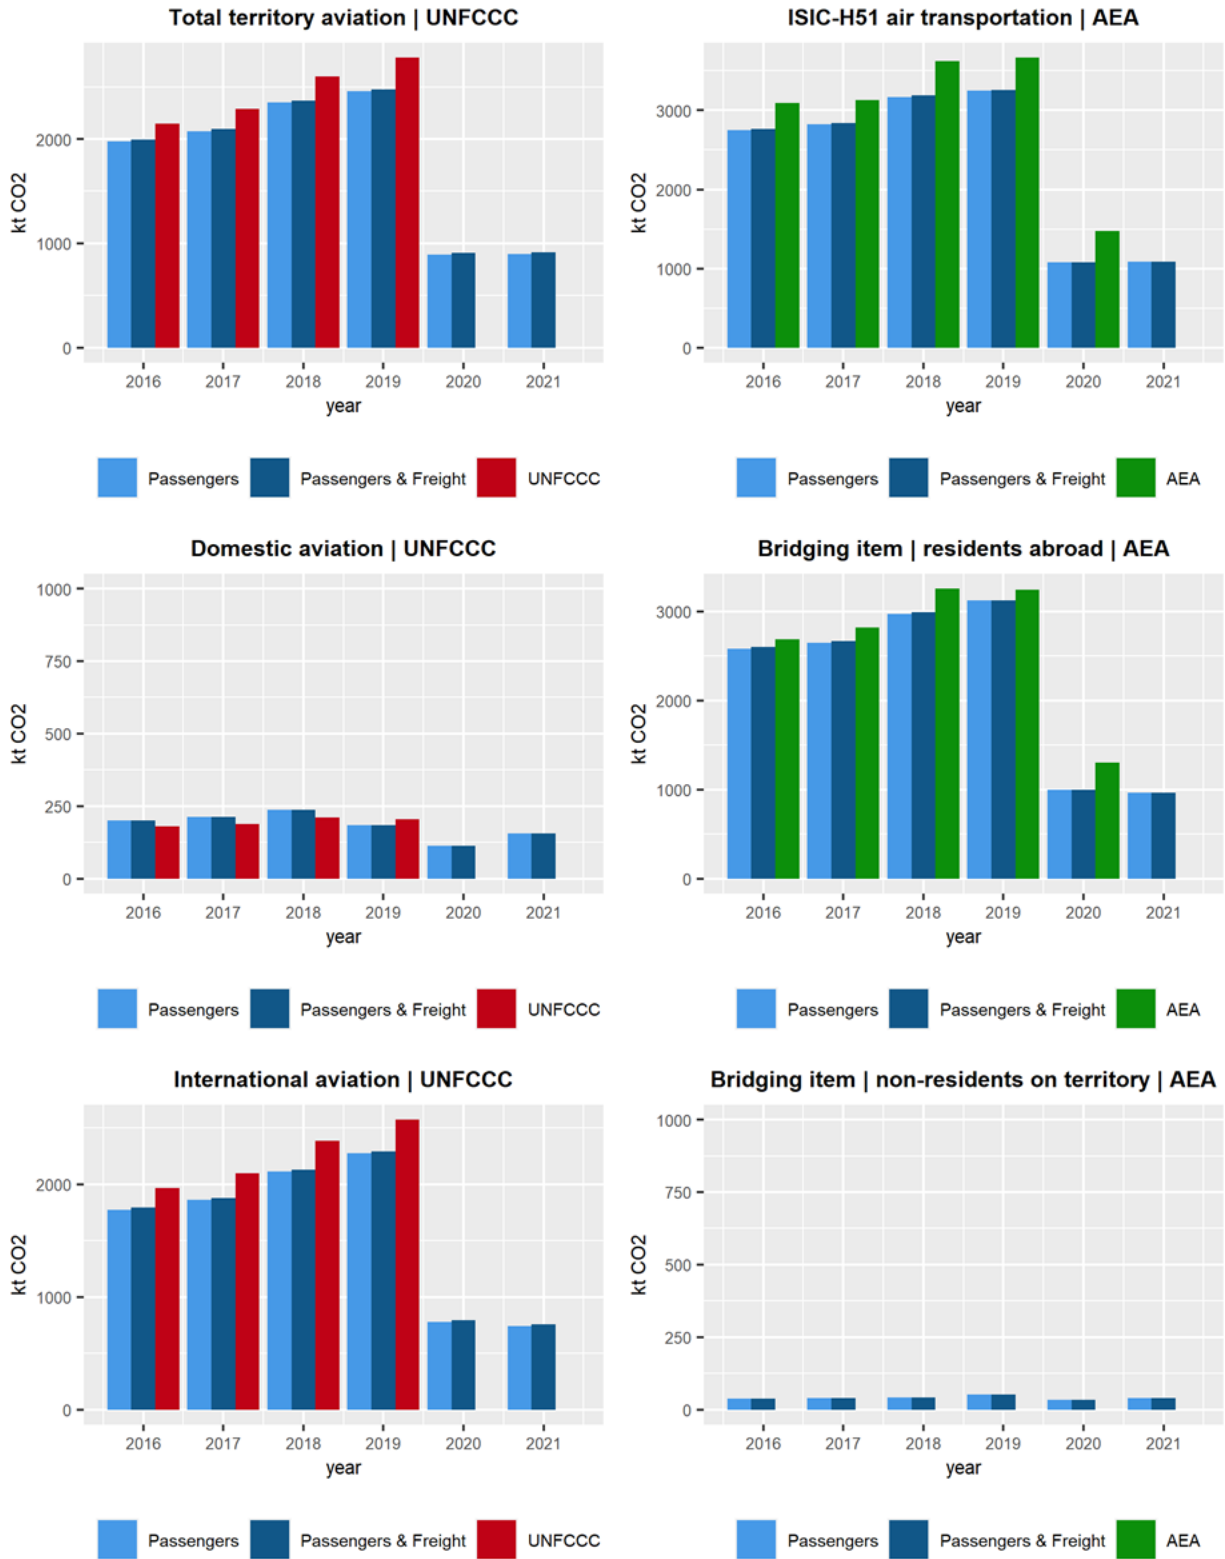 Total territory aviation | UNFCCC
kt CO2
2000
1000
0
2016 2017 2018 2019 2020 2021
year
Passengers Passengers & Freight UNFCCC
ISIC-H51 air transportation | AEA
kt CO2
3000
2000
1000
0
2016 2017 2018 2019 2020 2021
year
Passengers Passengers & Freight AEA
Domestic aviation | UNFCCC
kt CO2
1000
750
500
250
0
2016 2017 2018 2019 2020 2021
year
Passengers Passengers & Freight UNFCCC
Bridging item | residents abroad | AEA
kt CO2
3000
2000
1000
0
2016 2017 2018 2019 2020 2021
year
Passengers Passengers & Freight AEA
International aviation | UNFCCC
kt CO2
2000
1000
0
2016 2017 2018 2019 2020 2021
year
Passengers Passengers & Freight UNFCCC
Bridging item | non-residents on territory | AEA
kt CO2
1000
750
500
250
0
2016 2017 2018 2019 2020 2021
year
Passengers Passengers & Freight AEA